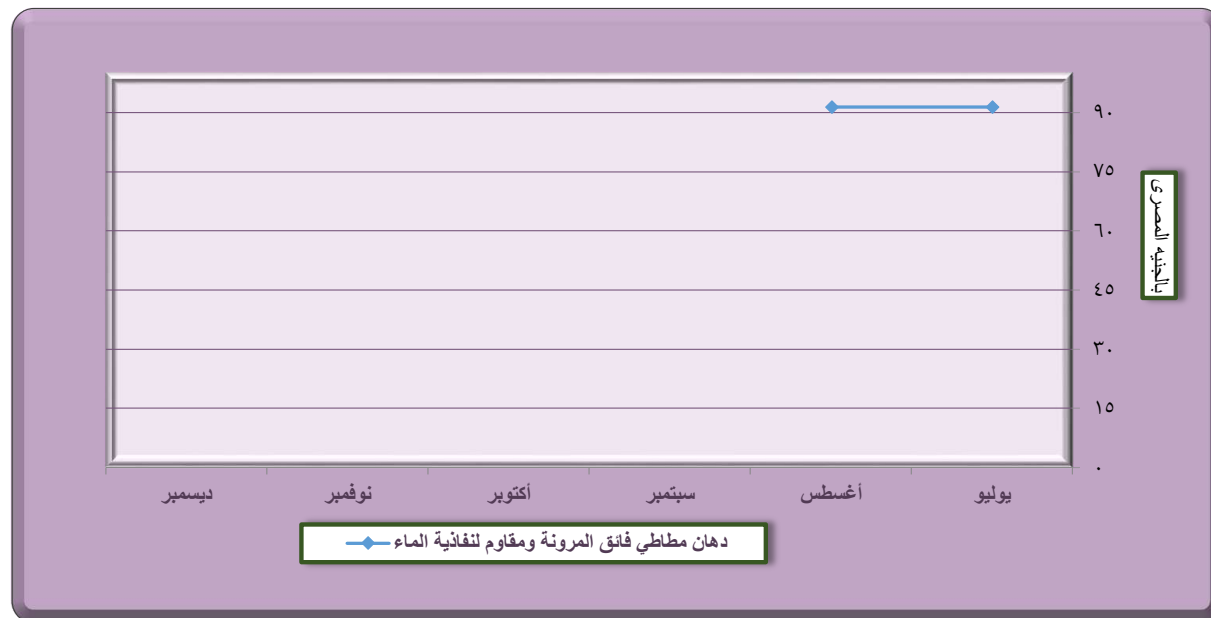 ٩٠
٧٥
٦٠
٤٥
٣٠
١٥
٠
بالجنيه المصرى
يوليو أغسطس سبتمبر أكتوبر نوفمبر ديسمبر
دهان مطاطي فائق المرونة ومقاوم لنفاذية الماء